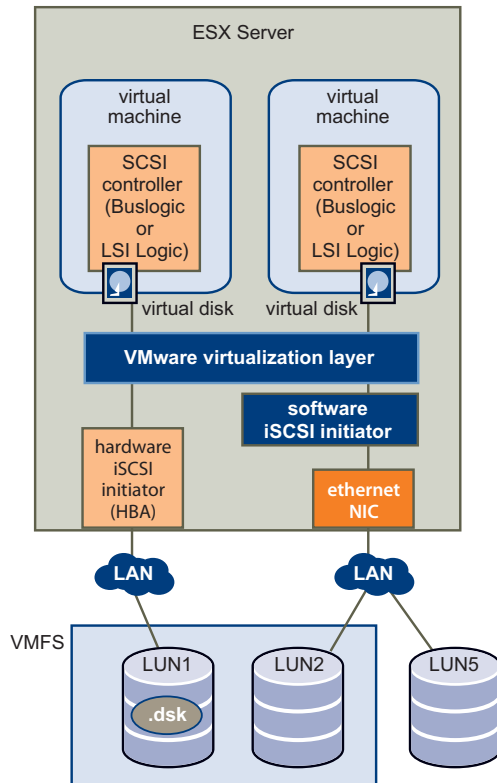 ESX Server
virtual
machine
virtual
machine
SCSI
controller
(Buslogic
or
LSI Logic)
SCSI
controller
(Buslogic
or
LSI Logic)
virtual disk
virtual disk
VMware virtualization layer
software
iSCSI initiator
hardware
iSCSI
initiator
(HBA)
ethernet
NIC
LAN
LAN
VMFS
LUN1
LUN2
LUN5
.dsk